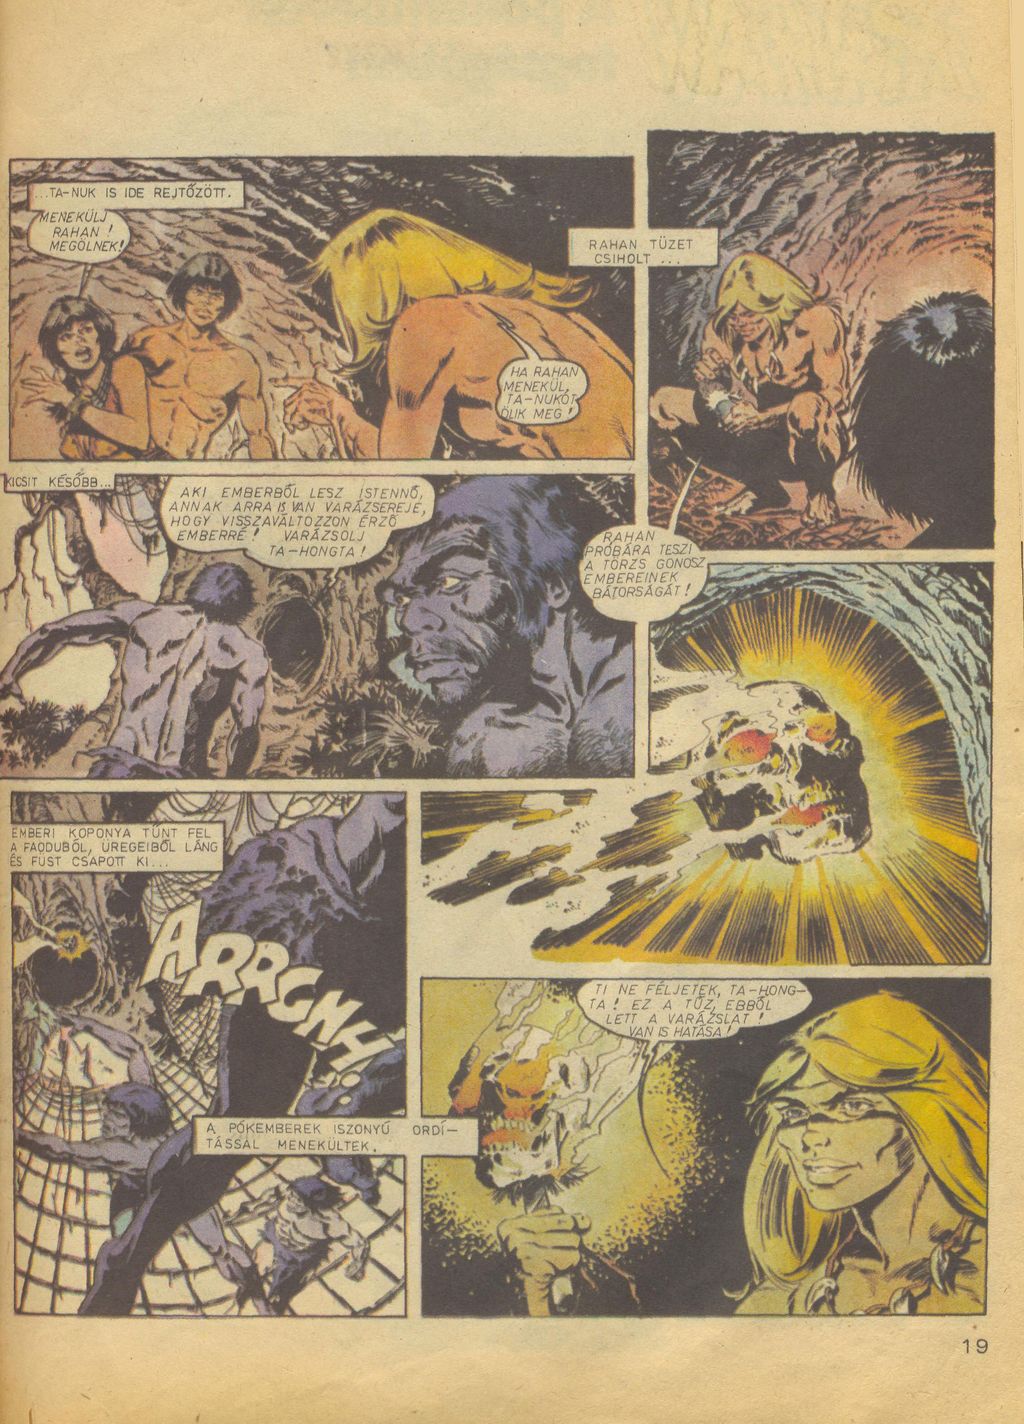 ...TA-NUK IS IDE REJTŐZÖTT.
MENEKÜLJ
RAHAN !
MEGÖLNEK!
HA RAHAN
MENEKÜL,
TA-NUKOT
ÖLIK MEG !
RAHAN TÜZET
CSIHOLT ...
RAHAN
PRÓBÁRA TESZI
A TÖRZS GONOSZ
EMBEREINEK
BÁTORSÁGÁT !
KICSIT KÉSŐBB...
AKI EMBERBŐL LESZ ISTENNŐ,
ANNAK ARRA IS VAN VARÁZSEREJE,
HOGY VISSZAVÁLTOZZON ÉRZŐ
EMBERRÉ ! VARÁZSOLJ
TA-HONGTA !
EMBERI KOPONYA TŰNT FEL
A FAODUBÓL, ÜREGEIBŐL LÁNG
ÉS FÜST CSAPOTT KI...
ARRGNH
A PÓKEMBEREK ISZONYÚ ORDÍ-
TÁSSAL MENEKÜLTEK.
TI NE FÉLJETEK, TA-HONG-
TA ! EZ A TŰZ, EBBŐL
LETT A VARÁZSLAT !
VAN IS HATÁSA !
19